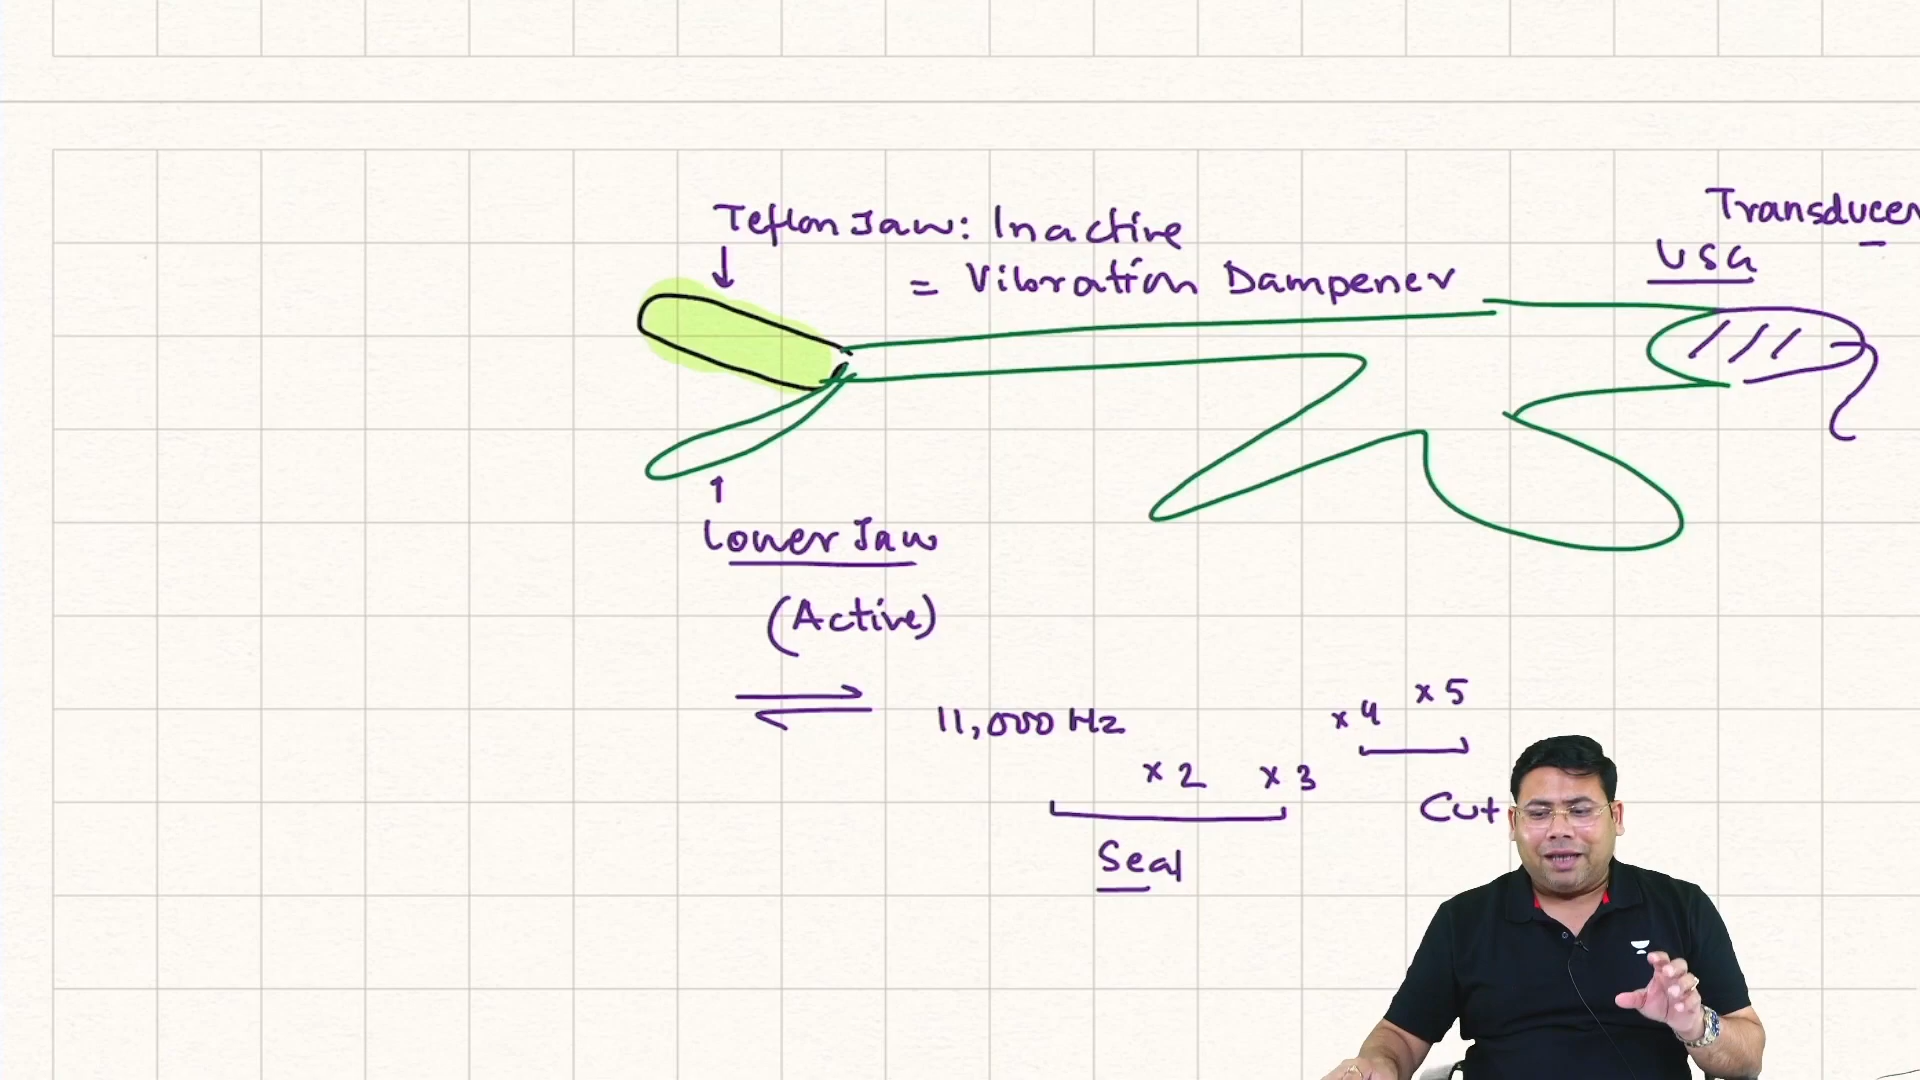 Transducer
USG
Teflon Jaw: Inactive
= Vibration Dampener
Lower Jaw
(Active)
11,000 Hz
x 2 x 3
x 4 x 5
Seal
Cut